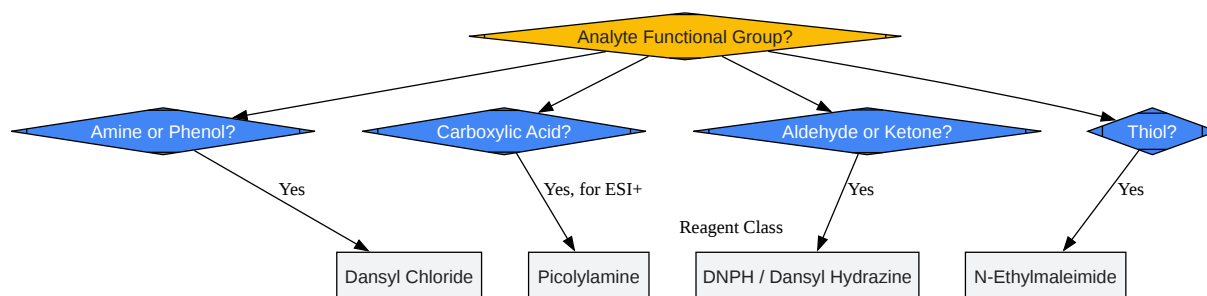 Analyte Functional Group?
Amine or Phenol?
Carboxylic Acid?
Aldehyde or Ketone?
Thiol?
Yes
Yes, for ESI+
Yes
Yes
Reagent Class
Dansyl Chloride
Picolylamine
DNPH / Dansyl Hydrazine
N-Ethylmaleimide